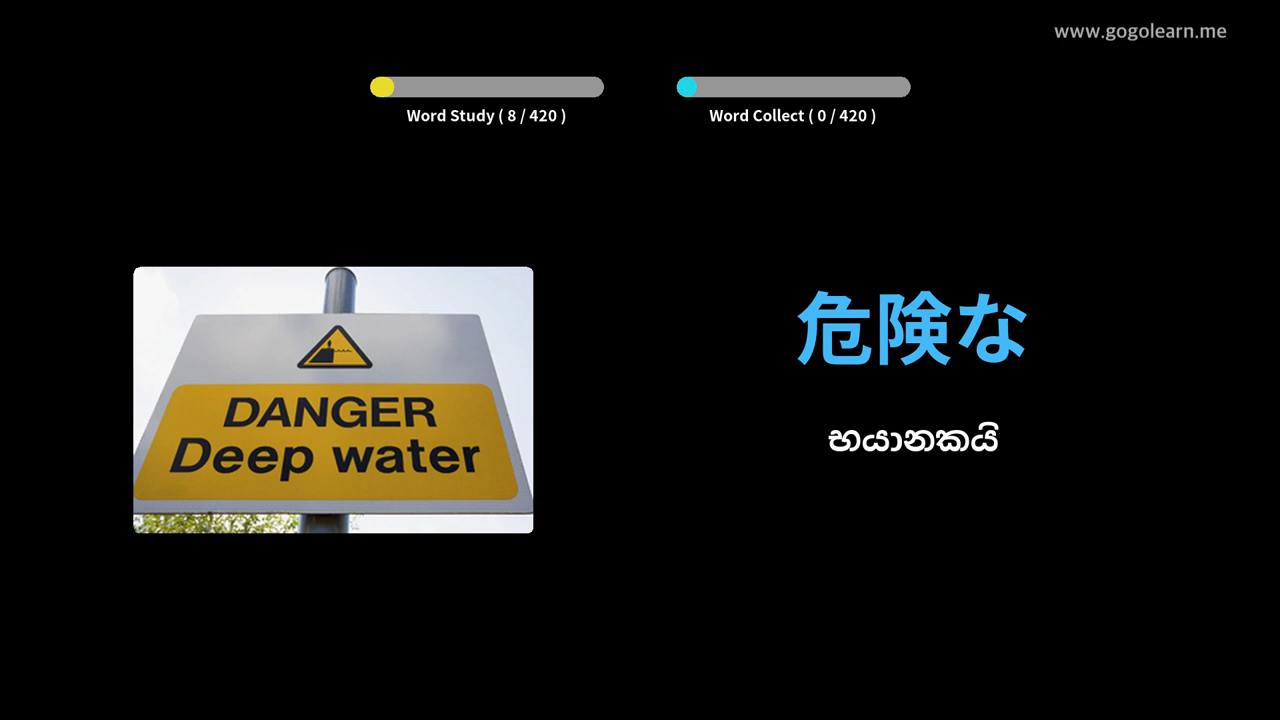 www.gogolearn.me
Word Study ( 8 / 420 )
Word Collect ( 0 / 420 )
DANGER
Deep water
危険な
භයානකයි